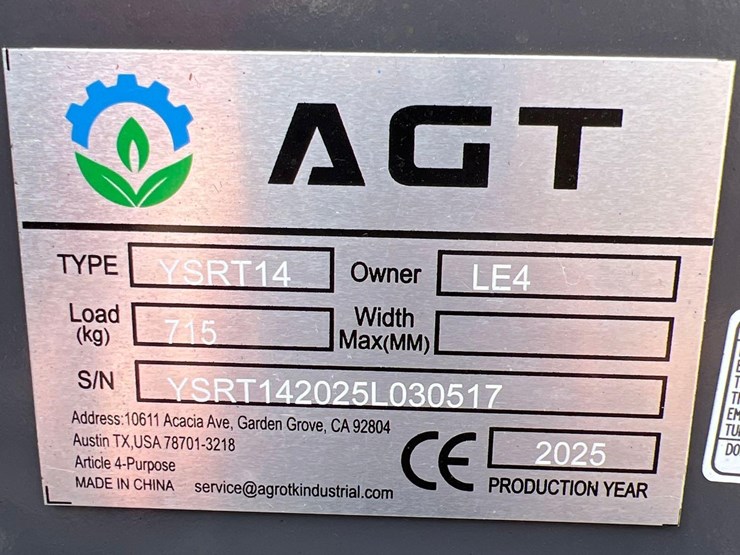 AGT
TYPE YSRT14 Owner LE4
Load (kg) 715 Width Max(MM)
S/N YSRT142025L030517
Address:10611 Acacia Ave, Garden Grove, CA 92804
Austin TX,USA 78701-3218
Article 4-Purpose
MADE IN CHINA service@agrotkindustrial.com
CE 2025
PRODUCTION YEAR